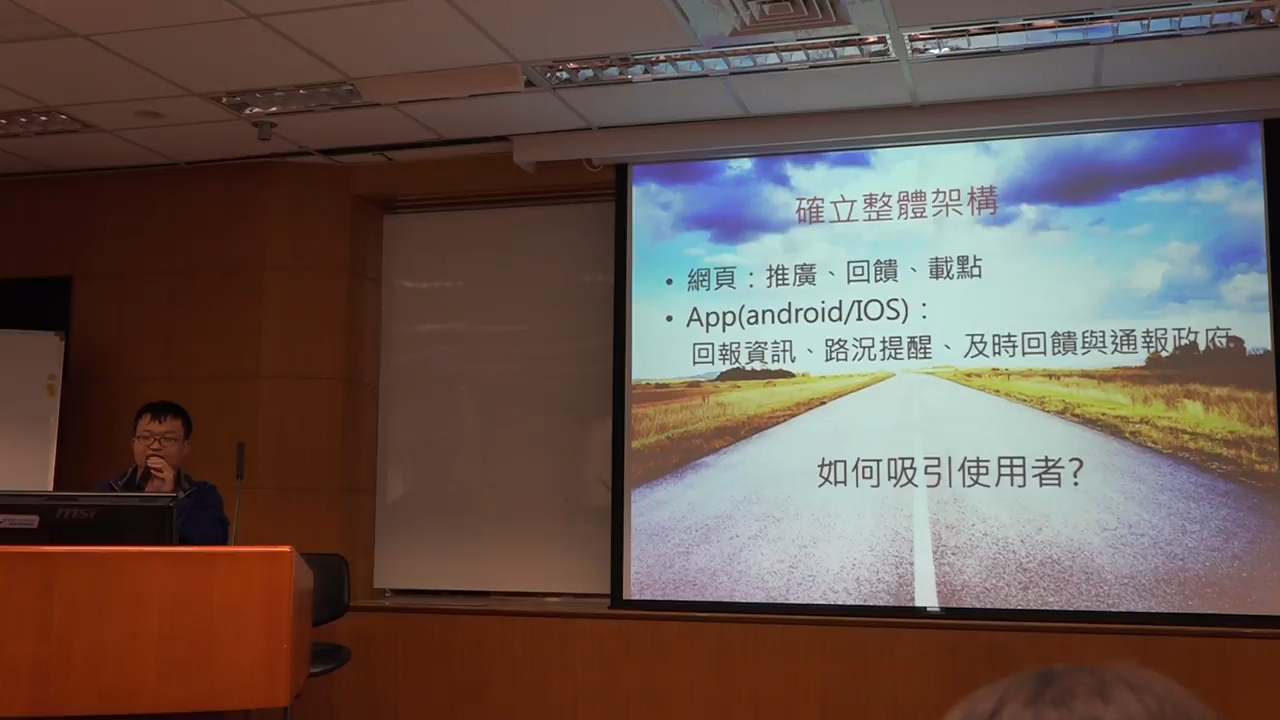 確立整體架構
• 網頁：推廣、回饋、載點
• App(android/IOS)：
回報資訊、路況提醒、及時回饋與通報政府
如何吸引使用者?
msi